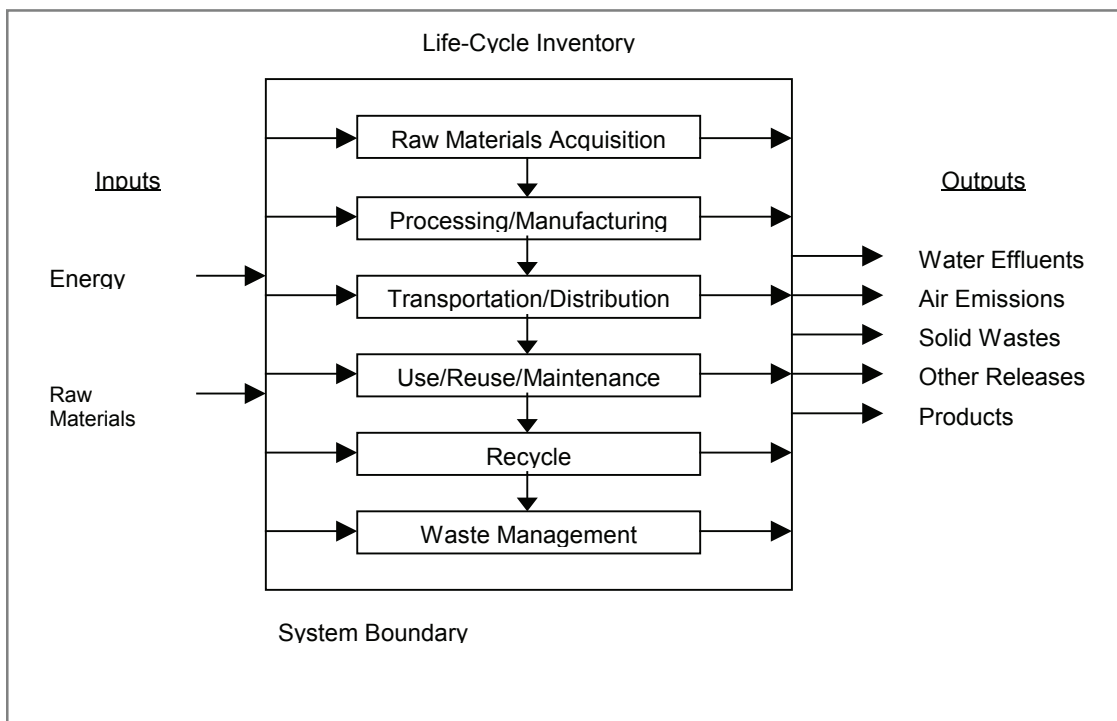 Life-Cycle Inventory
Inputs
Energy
Raw
Materials
Raw Materials Acquisition
Processing/Manufacturing
Transportation/Distribution
Use/Reuse/Maintenance
Recycle
Waste Management
Outputs
Water Effluents
Air Emissions
Solid Wastes
Other Releases
Products
System Boundary